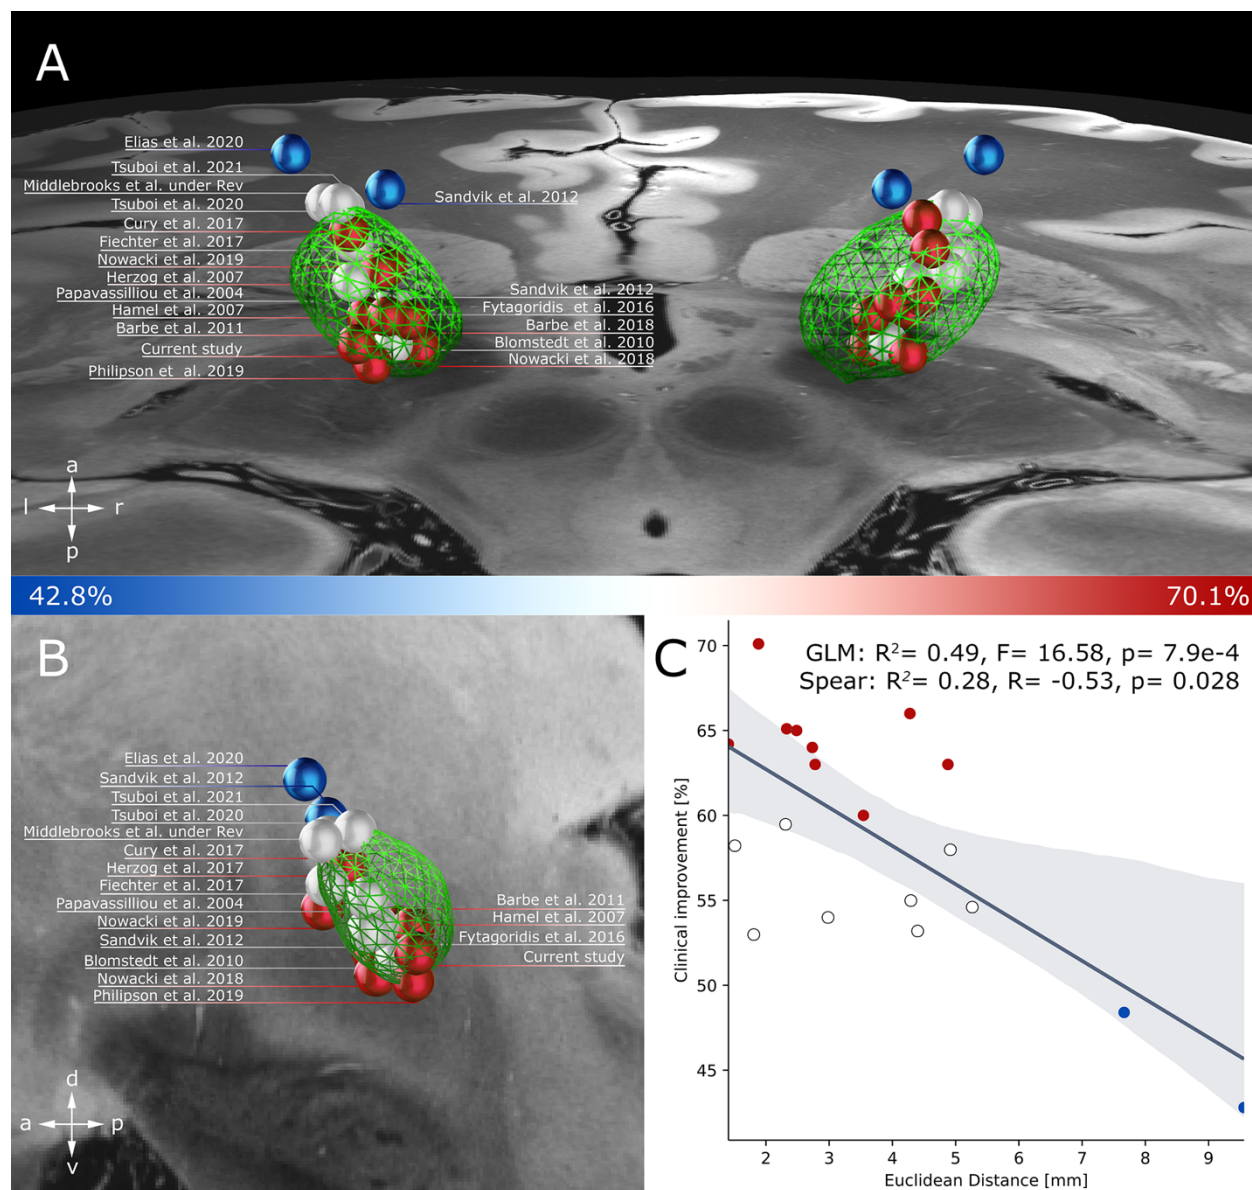 A
Elias et al. 2020
Tsuboi et al. 2021
Middlebrooks et al. under Rev
Sandvik et al. 2012
Tsuboi et al. 2020
Cury et al. 2017
Fiechter et al. 2017
Nowacki et al. 2019
Herzog et al. 2007
Papavassilliou et al. 2004
Sandvik et al. 2012
Hamel et al. 2007
Fytagoridis et al. 2016
Barbe et al. 2011
Barbe et al. 2018
Current study
Blomstedt et al. 2010
Nowacki et al. 2018
Philipson et al. 2019
a
l r
p
42.8% 70.1%
B
Elias et al. 2020
Sandvik et al. 2012
Tsuboi et al. 2021
Tsuboi et al. 2020
Middlebrooks et al. under Rev
Cury et al. 2017
Herzog et al. 2017
Fiechter et al. 2017
Papavassilliou et al. 2004
Nowacki et al. 2019
Sandvik et al. 2012
Blomstedt et al. 2010
Nowacki et al. 2018
Philipson et al. 2019
Barbe et al. 2011
Hamel et al. 2007
Fytagoridis et al. 2016
Current study
d
a p
v
C
GLM: R²= 0.49, F= 16.58, p= 7.9e-4
Spear: R²= 0.28, R= -0.53, p= 0.028
Clinical improvement [%]
70
65
60
55
50
45
2 3 4 5 6 7 8 9
Euclidean Distance [mm]